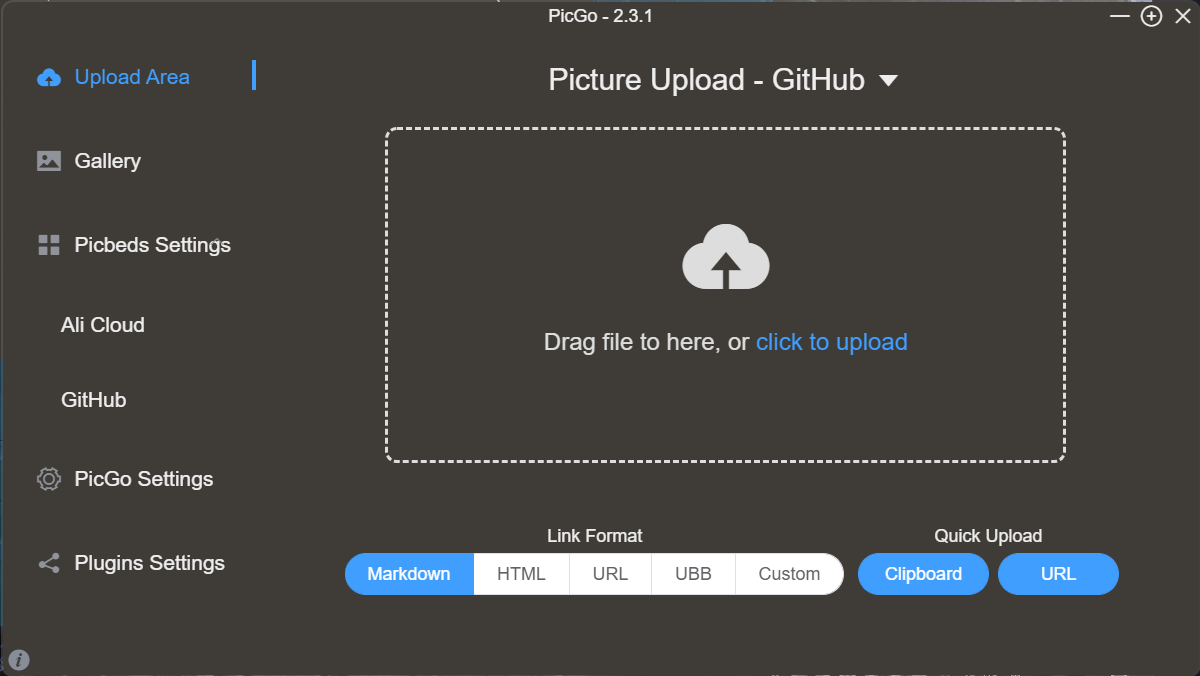 PicGo - 2.3.1
Upload Area
Picture Upload - GitHub
Gallery
Picbeds Settings
Ali Cloud
GitHub
PicGo Settings
Plugins Settings
Drag file to here, or click to upload
Link Format
Quick Upload
Markdown
HTML
URL
UBB
Custom
Clipboard
URL
i